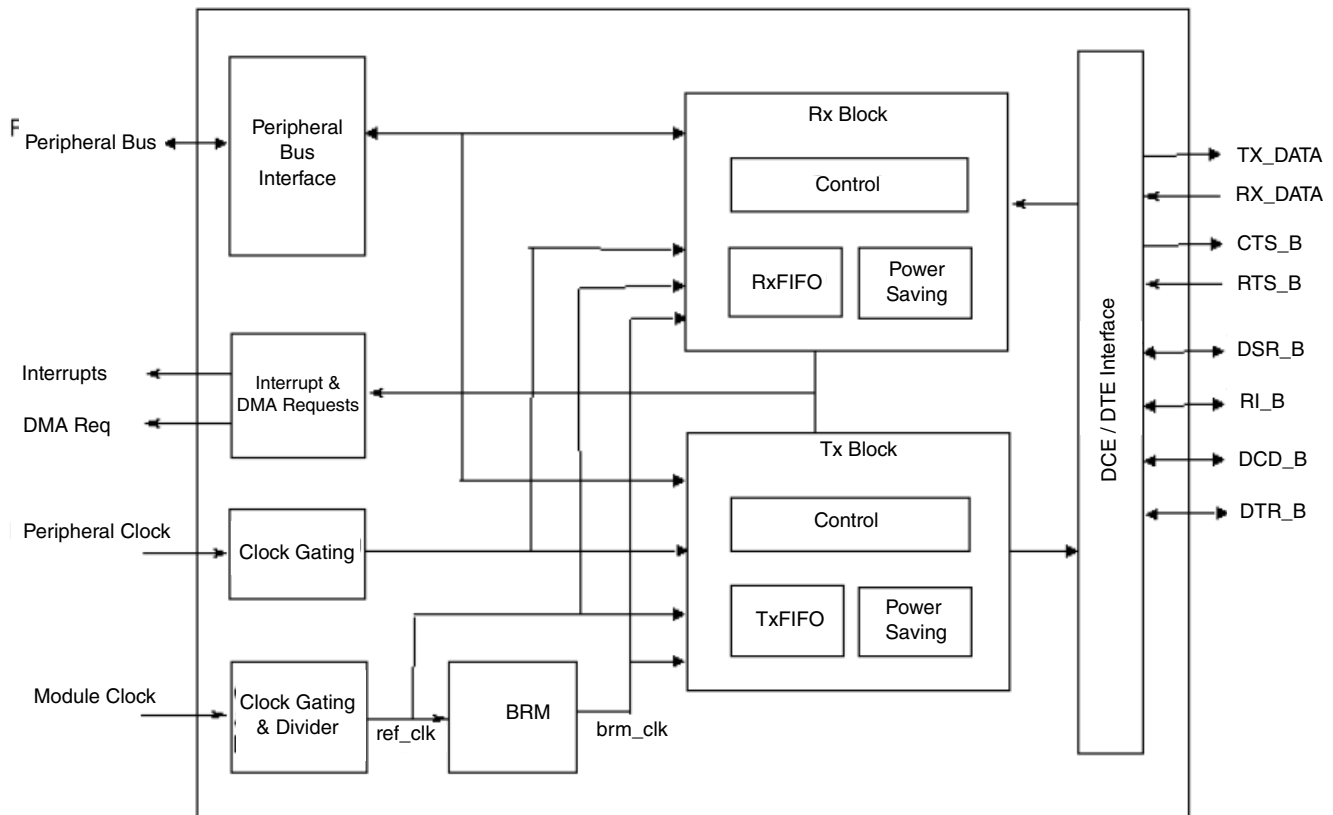 Peripheral Bus
Peripheral
Bus
Interface
Rx Block
Control
RxFIFO
Power
Saving
Interrupts
DMA Req
Interrupt &
DMA Requests
Tx Block
Control
TxFIFO
Power
Saving
Peripheral Clock
Clock Gating
Module Clock
Clock Gating
& Divider
ref_clk
BRM
brm_clk
DCE / DTE Interface
TX_DATA
RX_DATA
CTS_B
RTS_B
DSR_B
RI_B
DCD_B
DTR_B